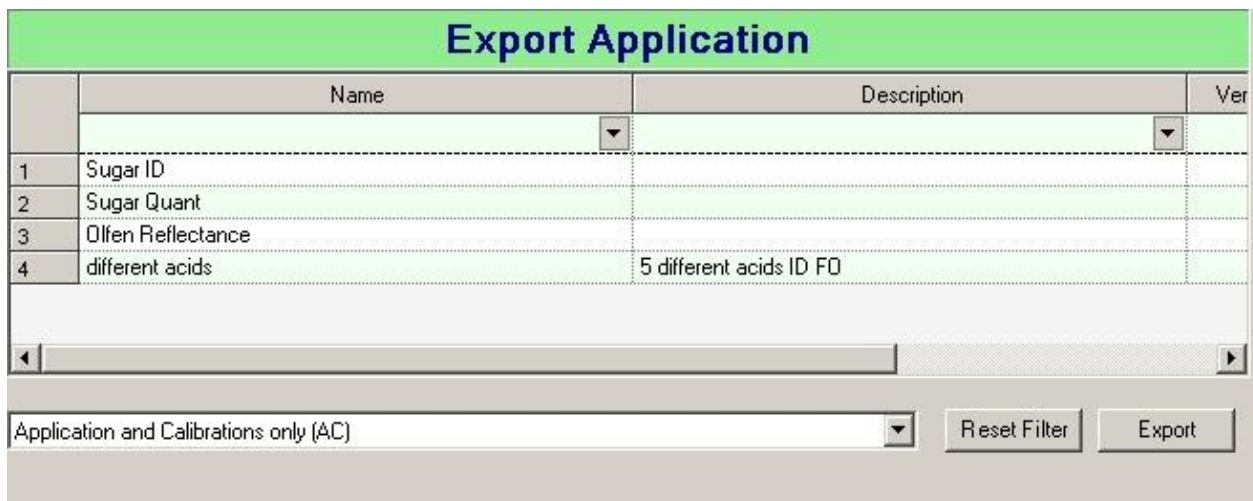 Export Application
Name Description Ver
1 Sugar ID
2 Sugar Quant
3 Olfen Reflectance
4 different acids 5 different acids ID FO
Application and Calibrations only (AC) Reset Filter Export